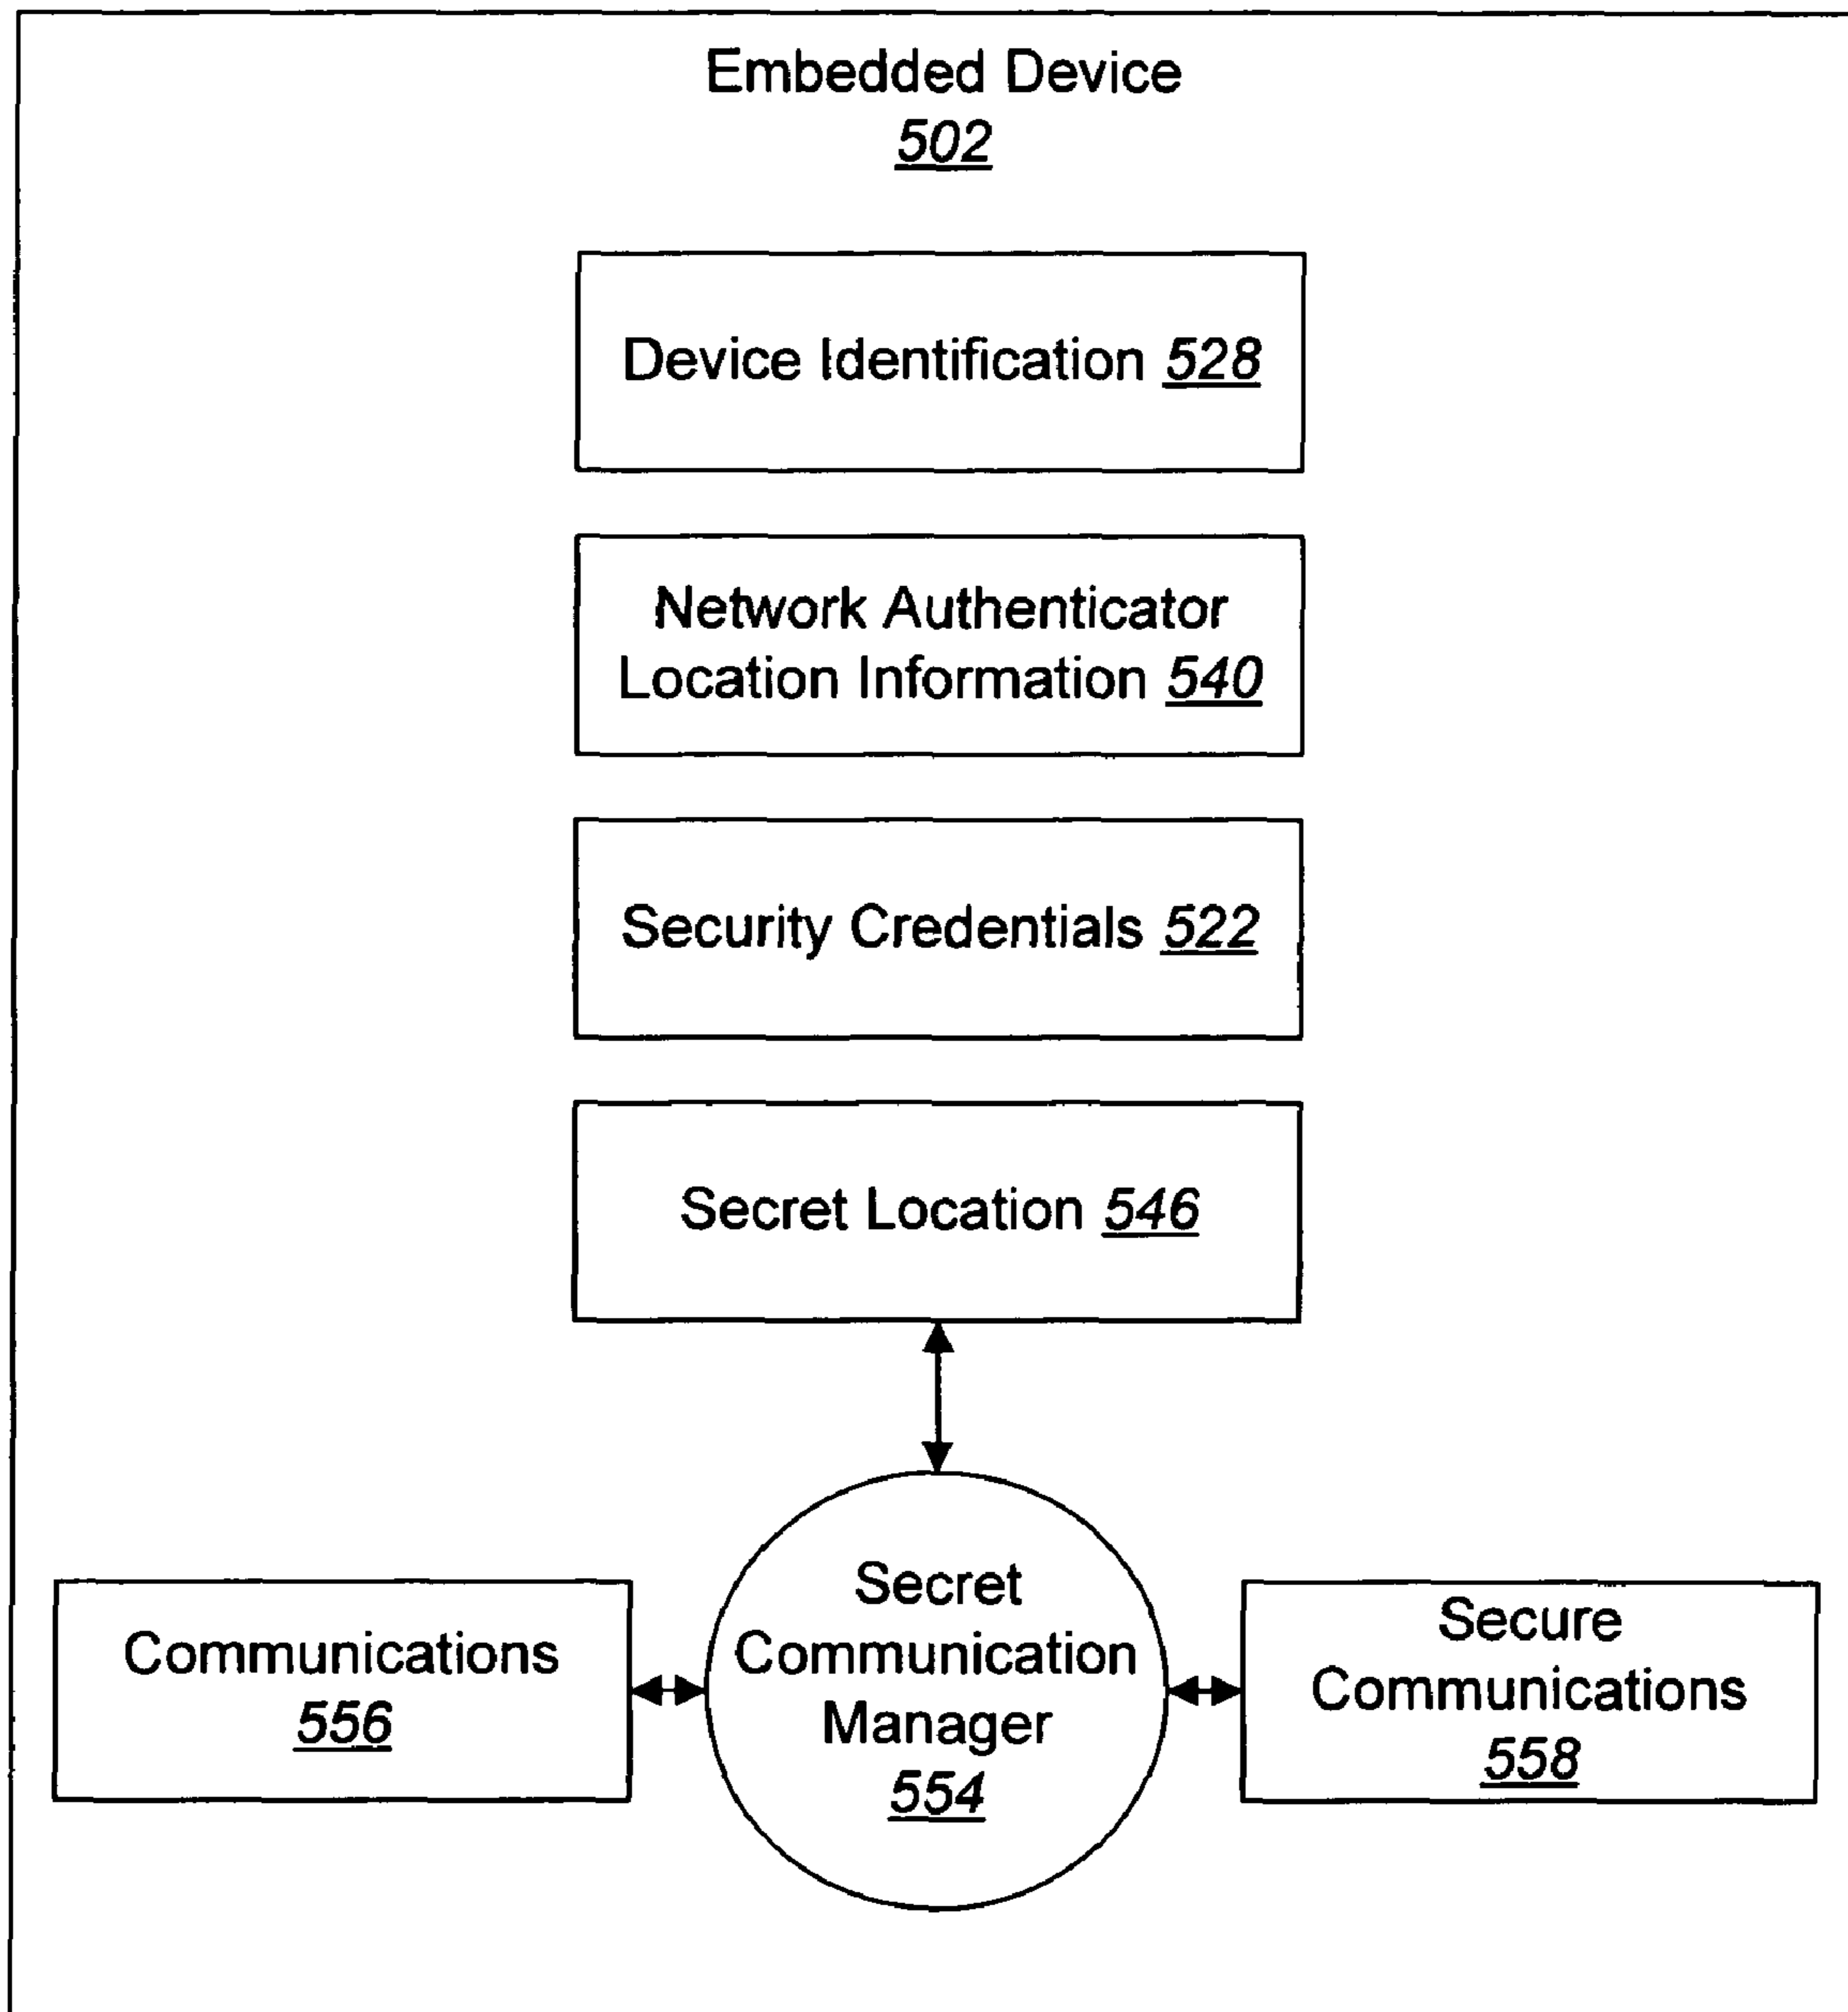 Embedded Device
502
Device Identification 528
Network Authenticator
Location Information 540
Security Credentials 522
Secret Location 546
Communications
556
Secret
Communication
Manager
554
Secure
Communications
558